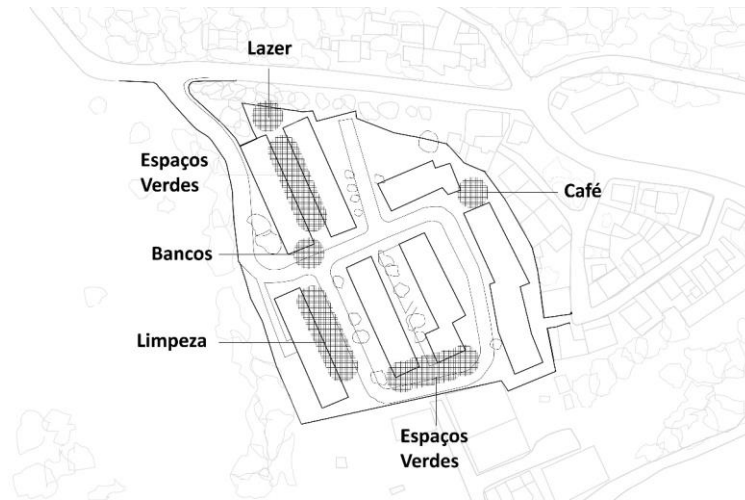 Lazer
Espaços
Verdes
Café
Bancos
Limpeza
Espaços
Verdes